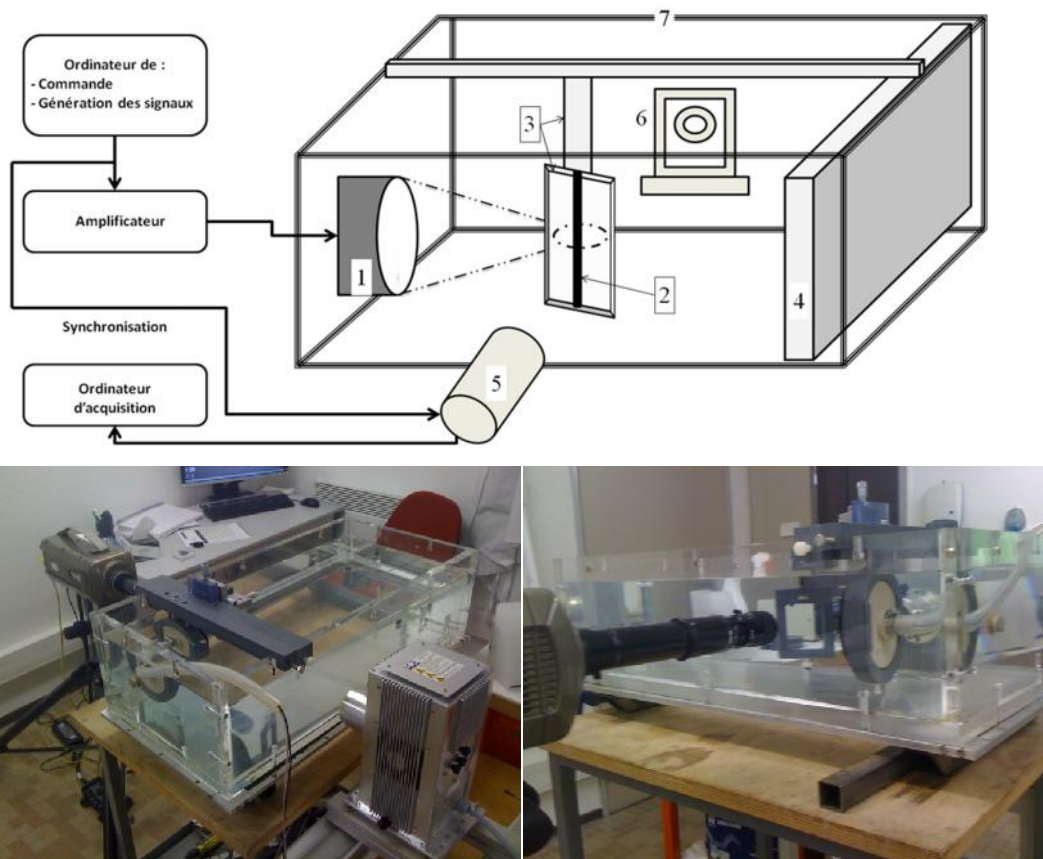 Ordinateur de :
- Commande
- Génération des signaux
Amplificateur
Synchronisation
Ordinateur
d'acquisition
1
2
3
4
5
6
7